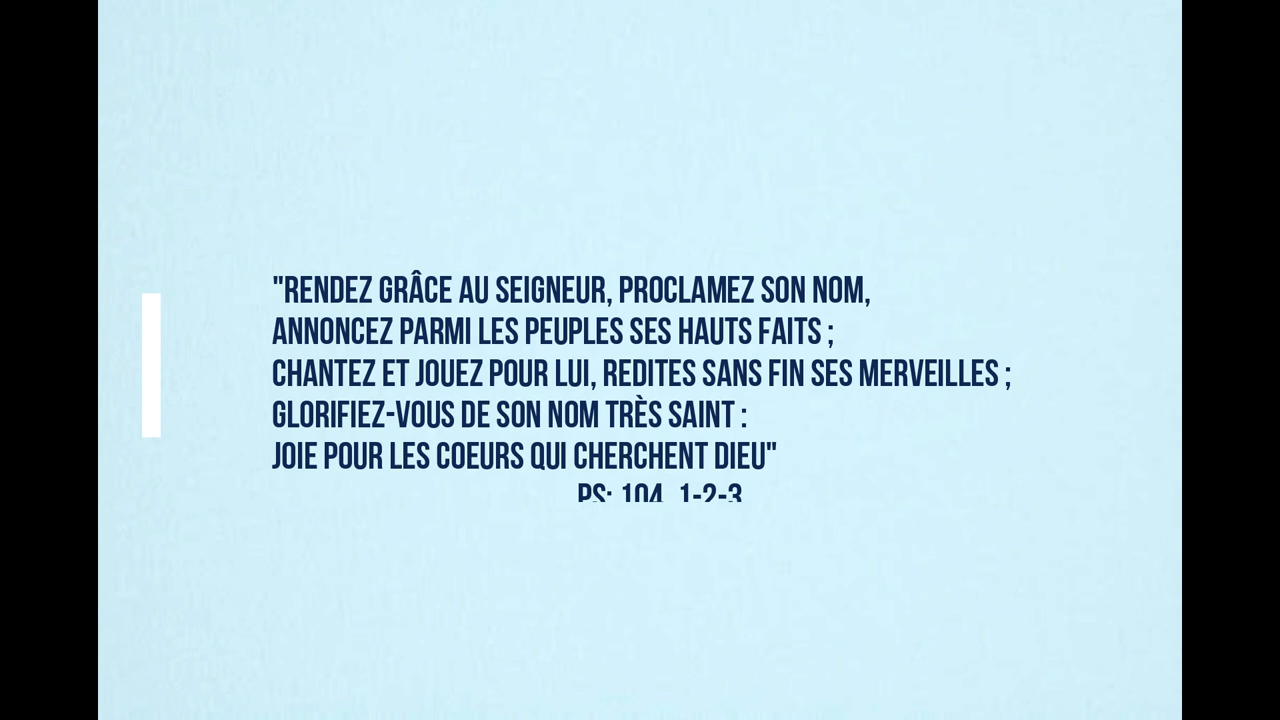 "RENDEZ GRÂCE AU SEIGNEUR, PROCLAMEZ SON NOM,
ANNONCEZ PARMI LES PEUPLES SES HAUTS FAITS ;
CHANTEZ ET JOUEZ POUR LUI, REDITES SANS FIN SES MERVEILLES ;
GLORIFIEZ-VOUS DE SON NOM TRÈS SAINT :
JOIE POUR LES COEURS QUI CHERCHENT DIEU"
PS: 104, 1-2-3